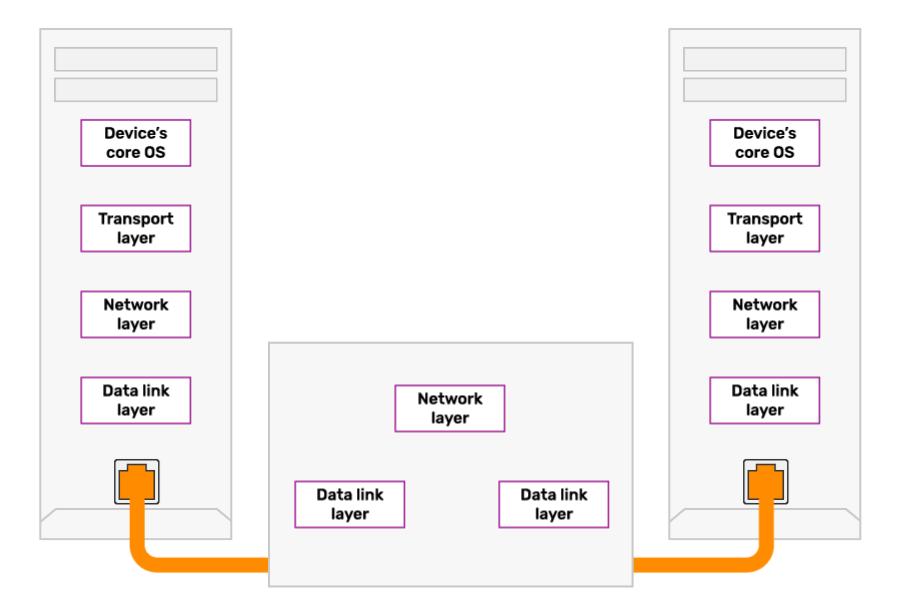 Device's
core OS
Transport
layer
Network
layer
Data link
layer
Network
layer
Data link
layer
Data link
layer
Device's
core OS
Transport
layer
Network
layer
Data link
layer